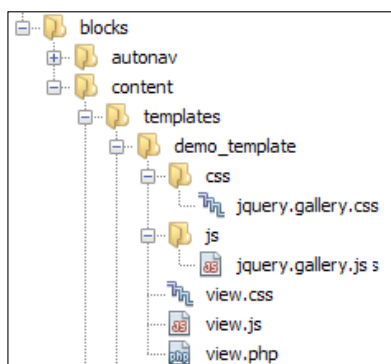 blocks
autonav
content
templates
demo_template
css
jquery.gallery.css
js
jquery.gallery.js s
view.css
view.js
view.php